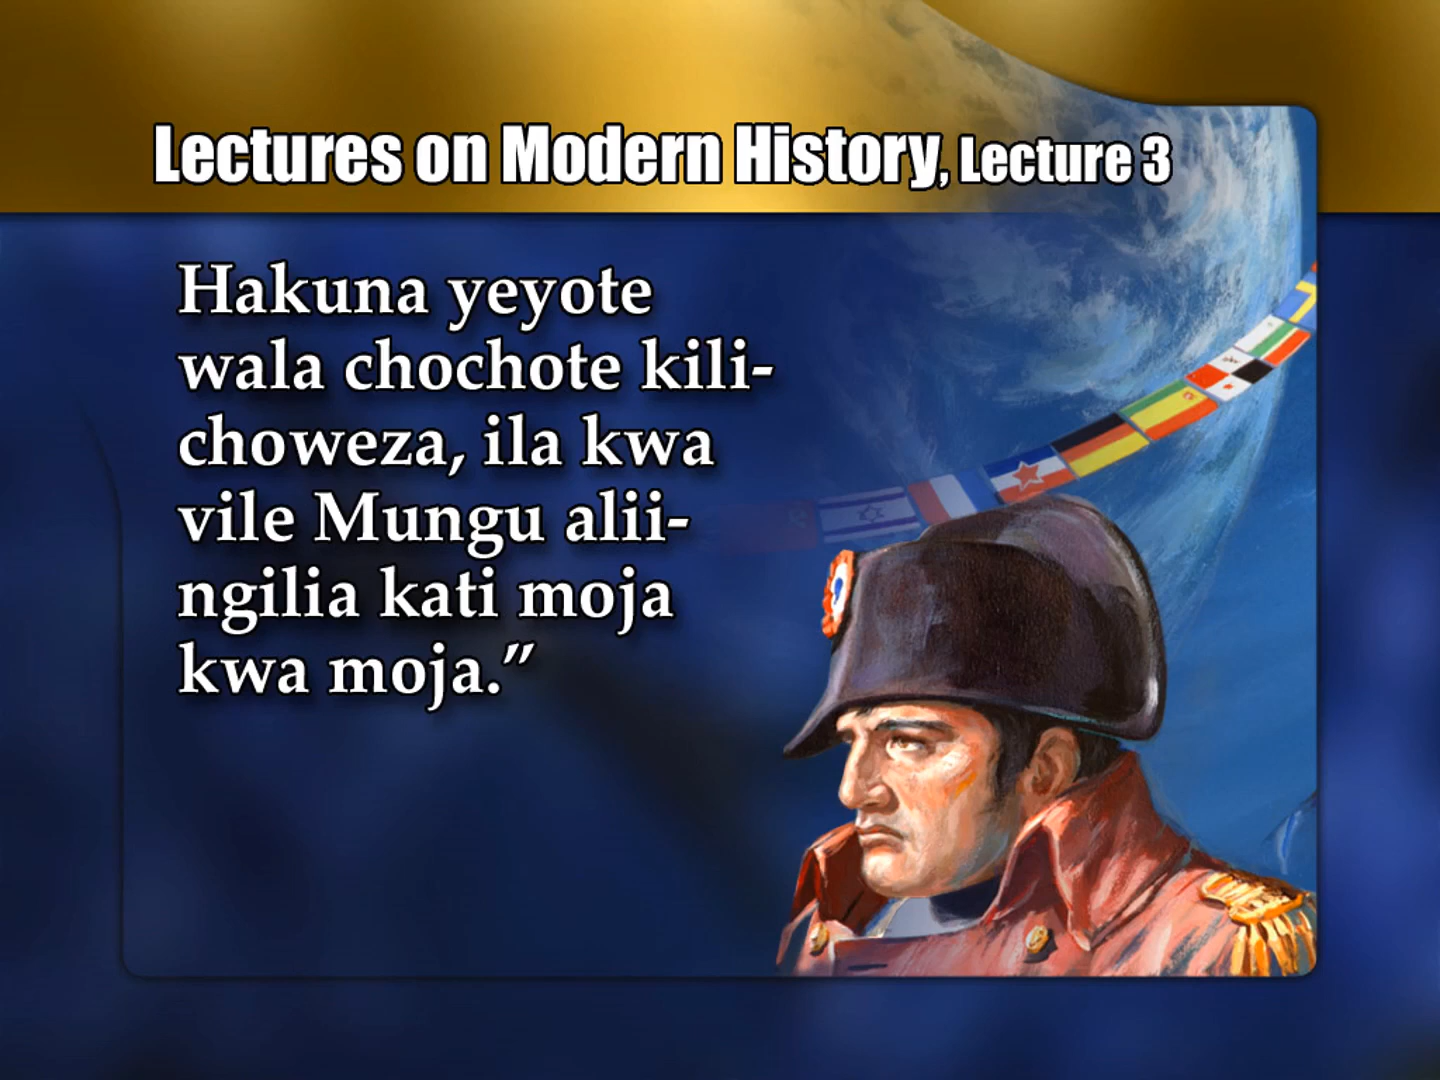 Lectures on Modern History, Lecture 3
Hakuna yeyote
wala chochote kili-
choweza, ila kwa
vile Mungu alii-
ngilia kati moja
kwa moja.”